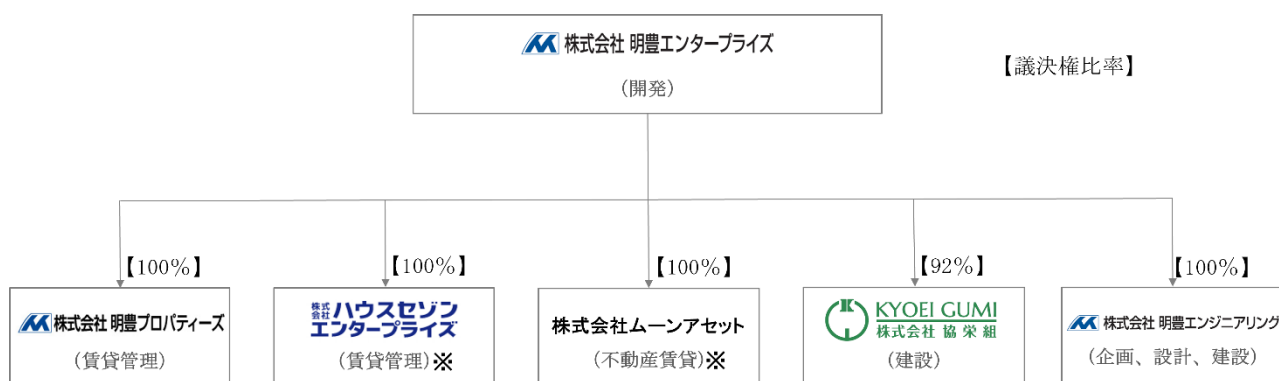 株式会社 明豊エンタープライズ
(開発)
【議決権比率】
【100%】
【100%】
【100%】
【92%】
【100%】
株式会社 明豊プロパティーズ
(賃貸管理)
株式会社ハウスセゾン
エンタープライズ
(賃貸管理)※
株式会社ムーンアセット
(不動産賃貸)※
KYOEI GUMI
株式会社 協栄組
(建設)
株式会社 明豊エンジニアリング
(企画、設計、建設)